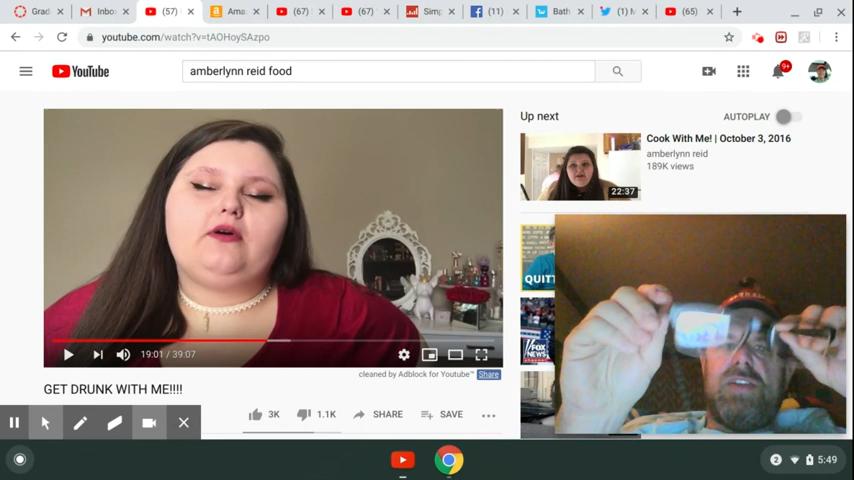 Grad
Inbo
(57)
Ama
(67)
(67)
Simp
(11)
Bath
(1) M
(65)
youtube.com/watch?v=tAOHoySAzpo
YouTube
amberlynn reid food
9+
Up next
AUTOPLAY
Cook With Me! | October 3, 2016
amberlynn reid
189K views
22:37
QUITT
FOX
NEWS
19:01 / 39:07
cleaned by Adblock for Youtube™ Share
GET DRUNK WITH ME!!!!
3K
1.1K
SHARE
SAVE
2
5:49